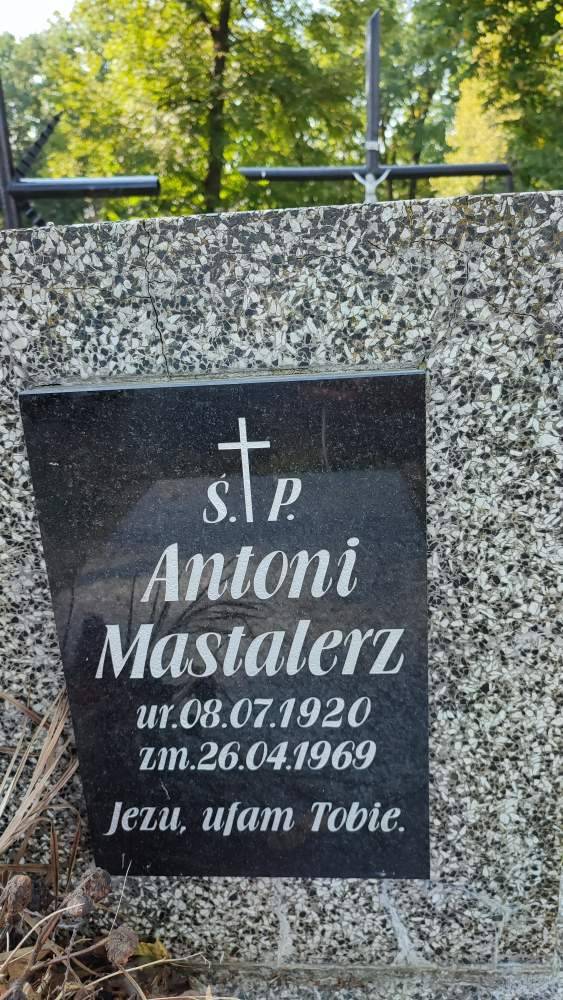 Ś. P.
Antoni
Mastalerz
ur.08.07.1920
zm.26.04.1969
Jezu, ufam Tobie.